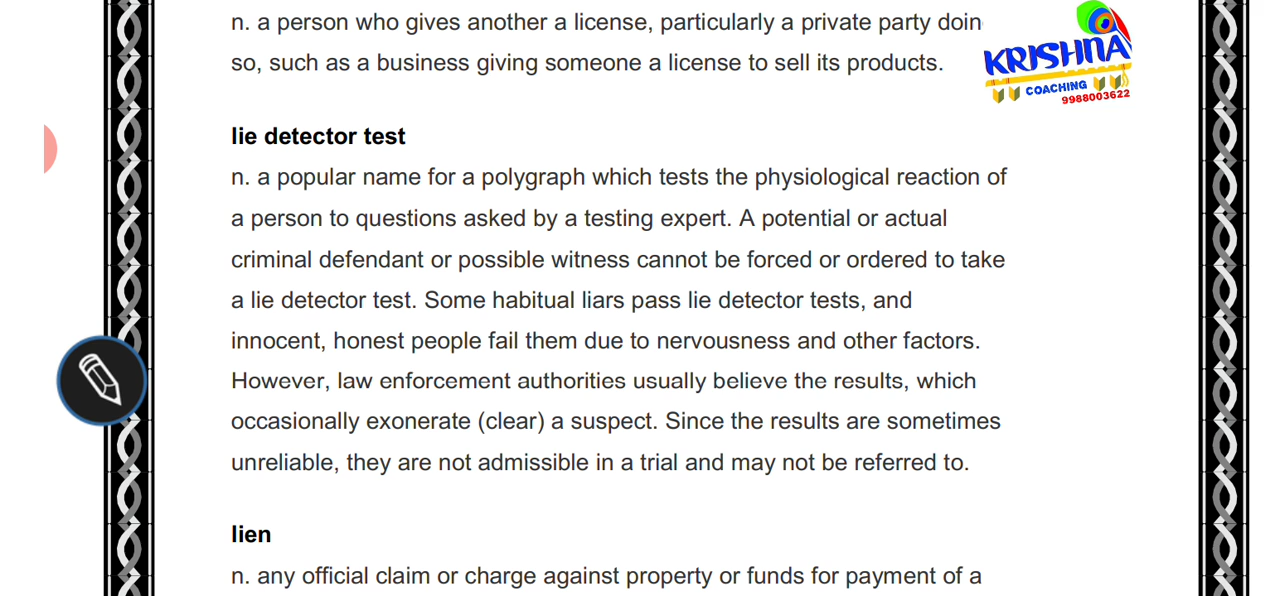 n. a person who gives another a license, particularly a private party doin
so, such as a business giving someone a license to sell its products.
KRISHNA
COACHING
9988003622
lie detector test
n. a popular name for a polygraph which tests the physiological reaction of
a person to questions asked by a testing expert. A potential or actual
criminal defendant or possible witness cannot be forced or ordered to take
a lie detector test. Some habitual liars pass lie detector tests, and
innocent, honest people fail them due to nervousness and other factors.
However, law enforcement authorities usually believe the results, which
occasionally exonerate (clear) a suspect. Since the results are sometimes
unreliable, they are not admissible in a trial and may not be referred to.
lien
n. any official claim or charge against property or funds for payment of a